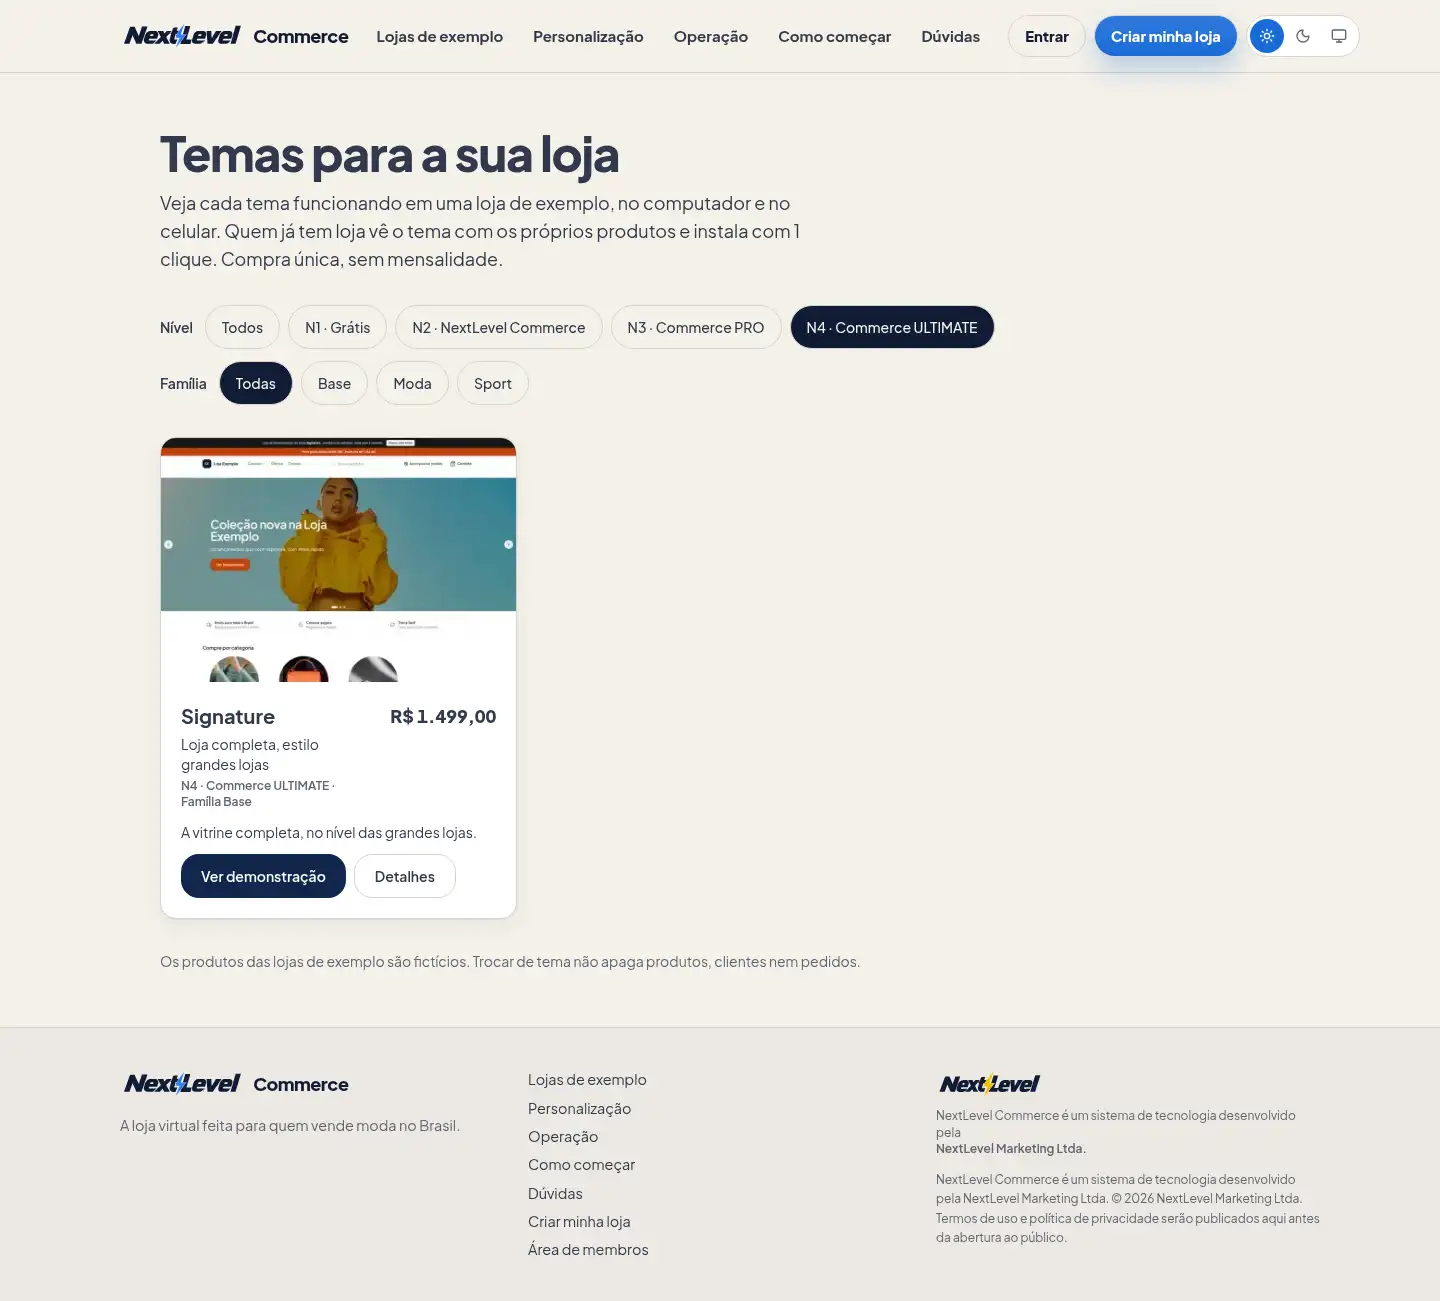 NextLevel Commerce
Lojas de exemplo
Personalização
Operação
Como começar
Dúvidas
Entrar
Criar minha loja
Temas para a sua loja
Veja cada tema funcionando em uma loja de exemplo, no computador e no
celular. Quem já tem loja vê o tema com os próprios produtos e instala com 1
clique. Compra única, sem mensalidade.
Nível
Todos
N1 · Grátis
N2 · NextLevel Commerce
N3 · Commerce PRO
N4 · Commerce ULTIMATE
Família
Todas
Base
Moda
Sport
Loja Exemplo
Coleção nova na Loja
Exemplo
Compre por categoria
Signature
R$ 1.499,00
Loja completa, estilo
grandes lojas
N4 · Commerce ULTIMATE ·
Família Base
A vitrine completa, no nível das grandes lojas.
Ver demonstração
Detalhes
Os produtos das lojas de exemplo são fictícios. Trocar de tema não apaga produtos, clientes nem pedidos.
NextLevel Commerce
A loja virtual feita para quem vende moda no Brasil.
Lojas de exemplo
Personalização
Operação
Como começar
Dúvidas
Criar minha loja
Área de membros
NextLevel
NextLevel Commerce é um sistema de tecnologia desenvolvido
pela
NextLevel Marketing Ltda.
NextLevel Commerce é um sistema de tecnologia desenvolvido
pela NextLevel Marketing Ltda. © 2026 NextLevel Marketing Ltda.
Termos de uso e política de privacidade serão publicados aqui antes
da abertura ao público.